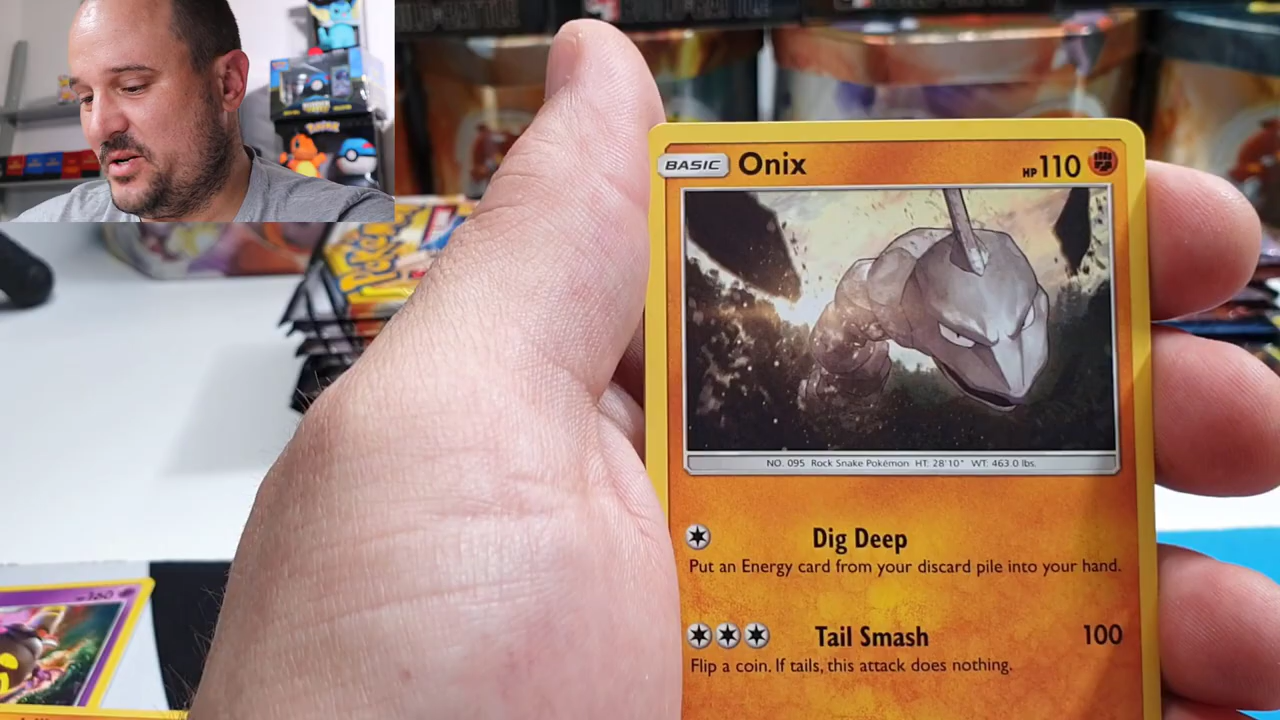 Pokémon
BASIC Onix HP 110
NO. 095 Rock Snake Pokémon HT: 28'10" WT: 463.0 lbs.
Dig Deep
Put an Energy card from your discard pile into your hand.
Tail Smash 100
Flip a coin. If tails, this attack does nothing.